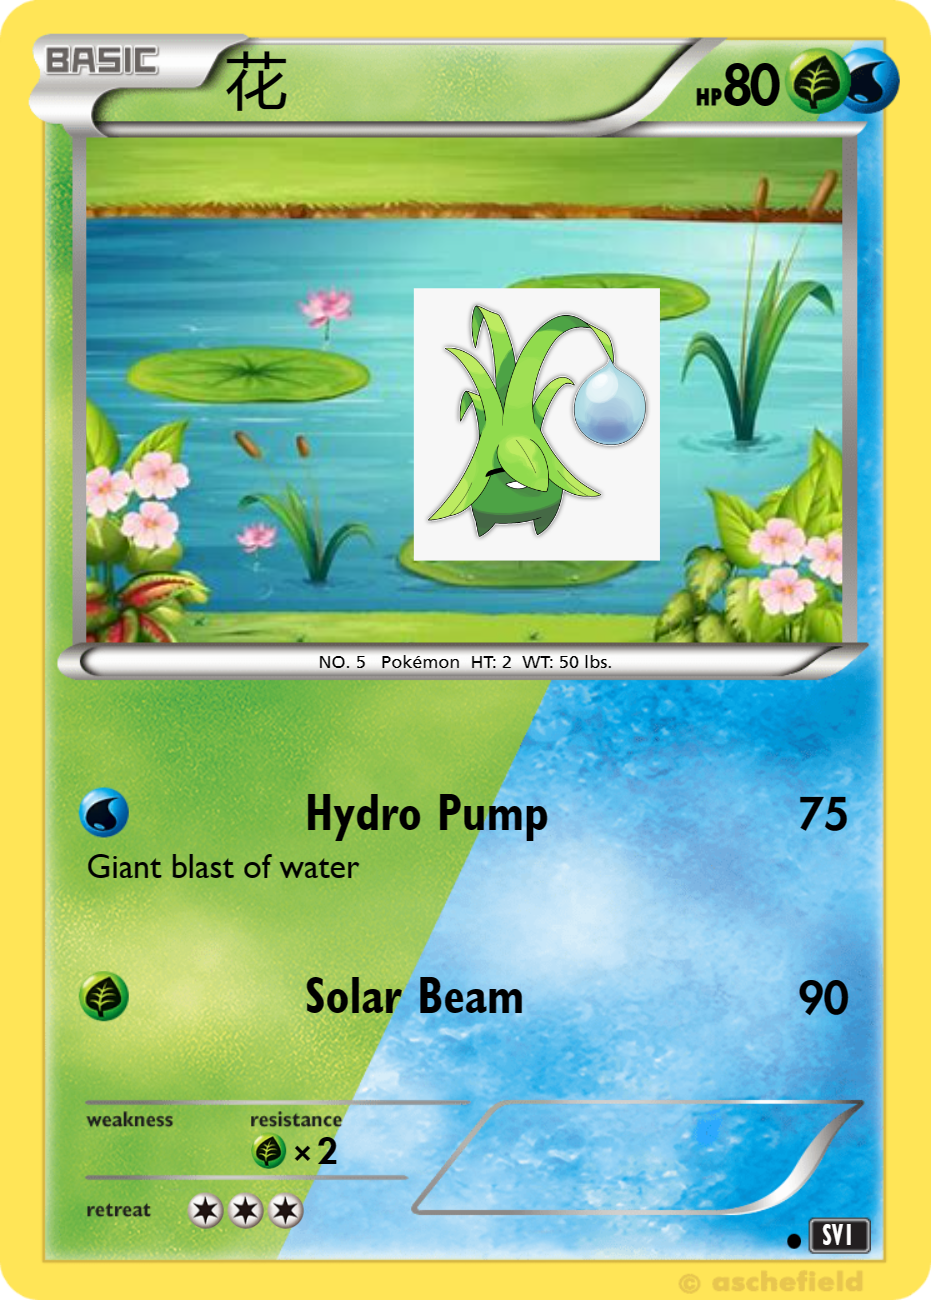 BASIC 花 HP80
NO. 5 Pokémon HT: 2 WT: 50 lbs.
Hydro Pump 75
Giant blast of water
Solar Beam 90
weakness resistance
× 2
retreat
SV1
© aschefield